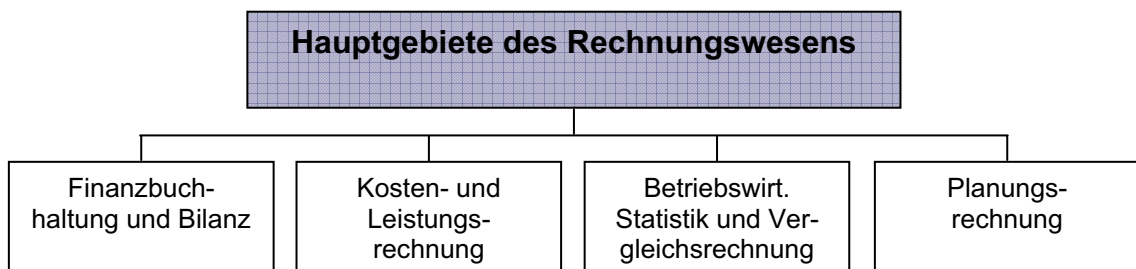 Hauptgebiete des Rechnungswesens
Finanzbuch-
haltung und Bilanz
Kosten- und
Leistungs-
rechnung
Betriebswirt.
Statistik und Ver-
gleichsrechnung
Planungs-
rechnung